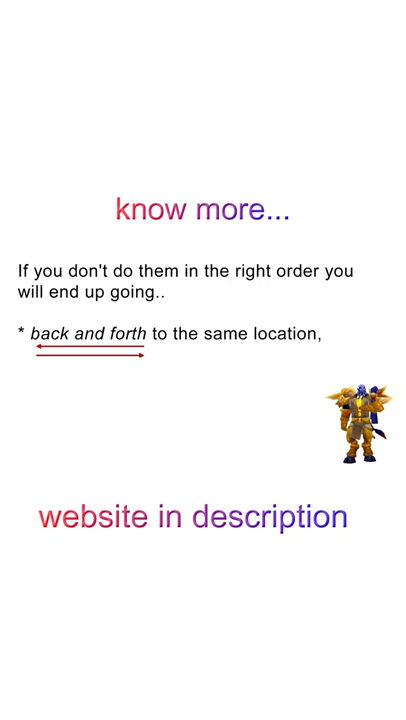 know more...
If you don't do them in the right order you
will end up going..
* back and forth to the same location,
website in description